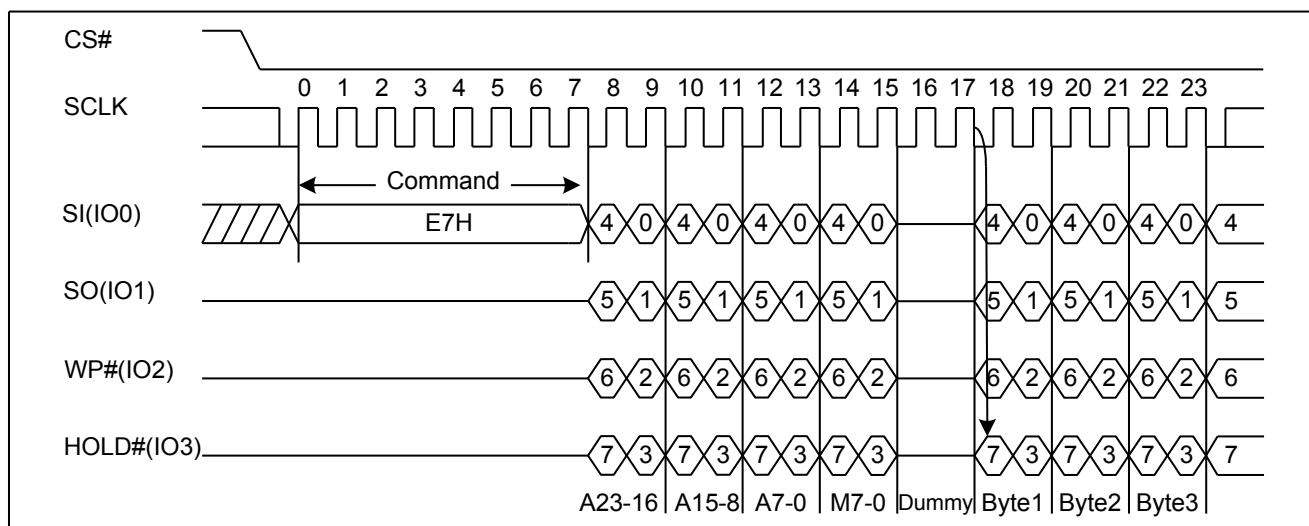 CS#
0 1 2 3 4 5 6 7 8 9 10 11 12 13 14 15 16 17 18 19 20 21 22 23
SCLK
Command
SI(IO0) E7H 4 0 4 0 4 0 4 0 4 0 4 0 4 0 4
SO(IO1) 5 1 5 1 5 1 5 1 5 1 5 1 5 1 5
WP#(IO2) 6 2 6 2 6 2 6 2 6 2 6 2 6 2 6
HOLD#(IO3) 7 3 7 3 7 3 7 3 7 3 7 3 7 3 7
A23-16 A15-8 A7-0 M7-0 Dummy Byte1 Byte2 Byte3